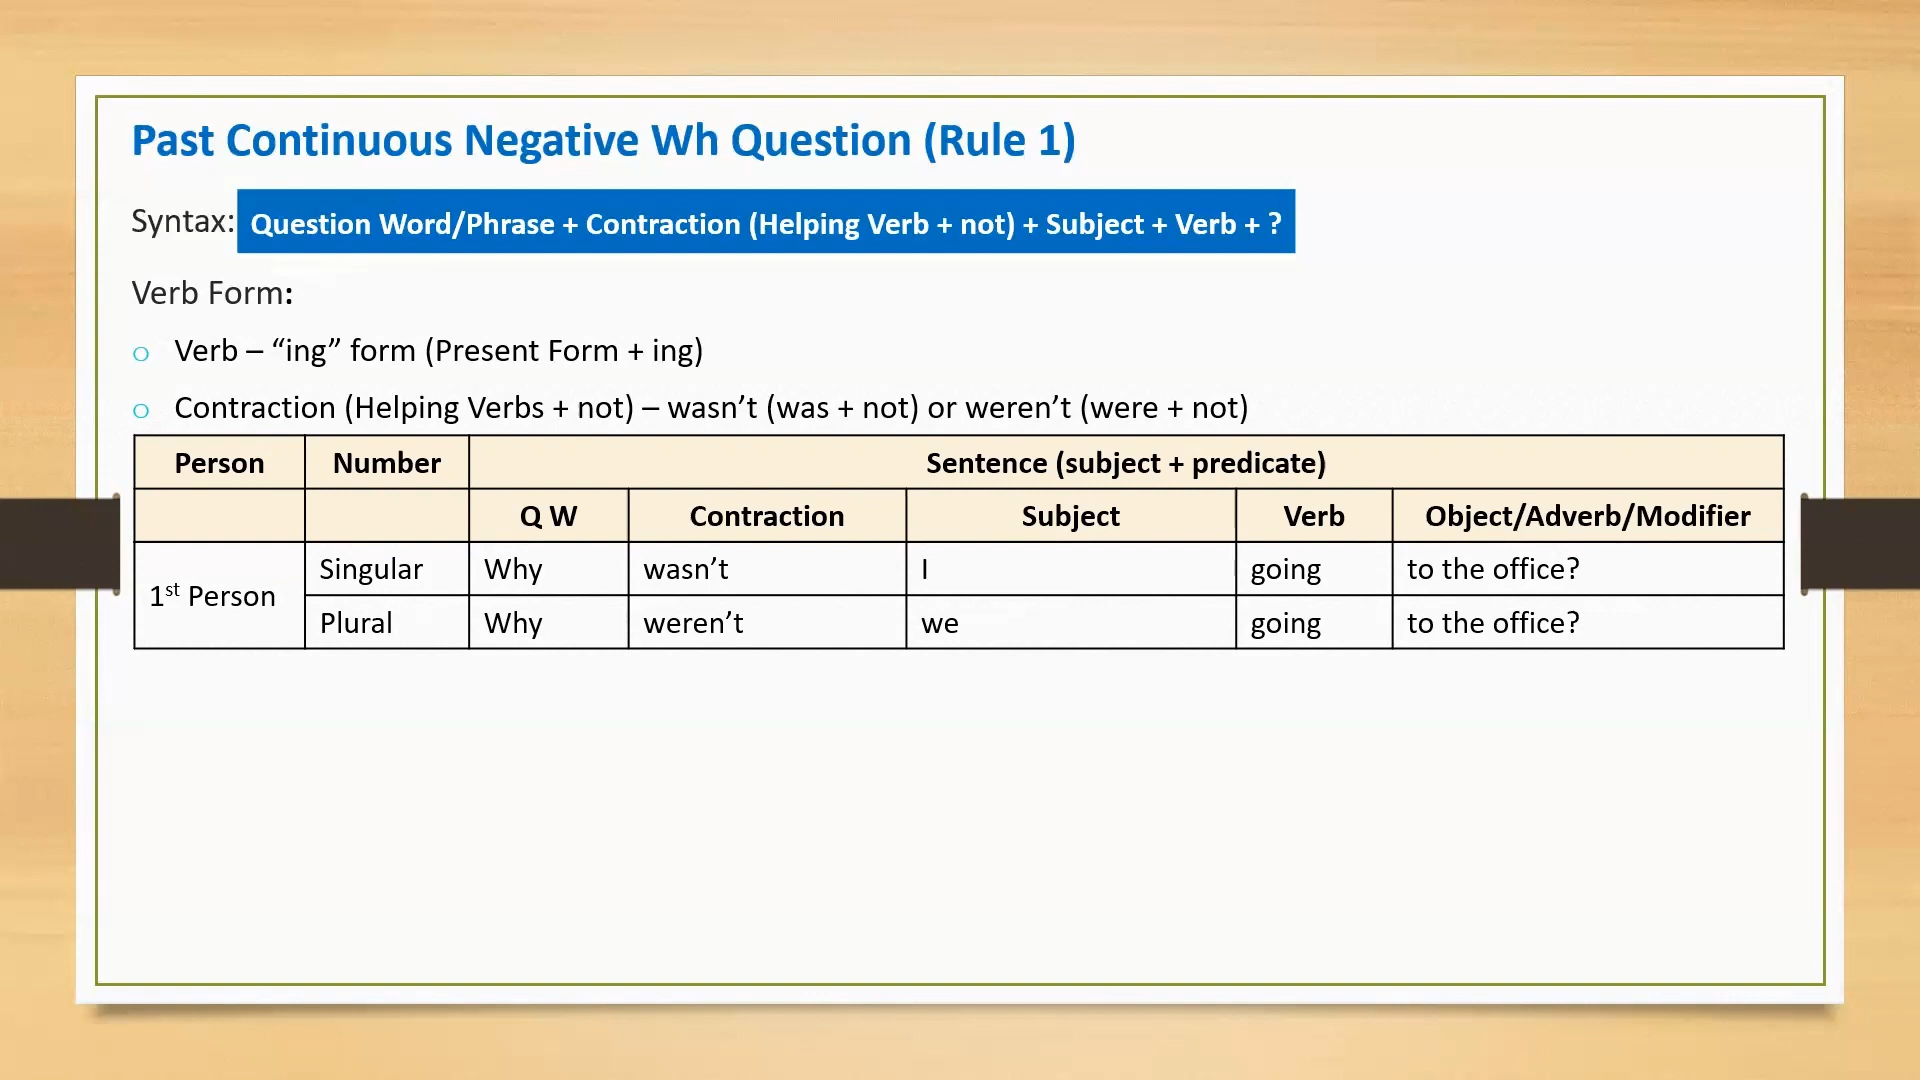 Past Continuous Negative Wh Question (Rule 1)
Syntax: Question Word/Phrase + Contraction (Helping Verb + not) + Subject + Verb + ?
Verb Form:
o Verb – “ing” form (Present Form + ing)
o Contraction (Helping Verbs + not) – wasn’t (was + not) or weren’t (were + not)
Person Number Sentence (subject + predicate)
Q W Contraction Subject Verb Object/Adverb/Modifier
1st Person
Singular Why wasn’t I going to the office?
Plural Why weren’t we going to the office?